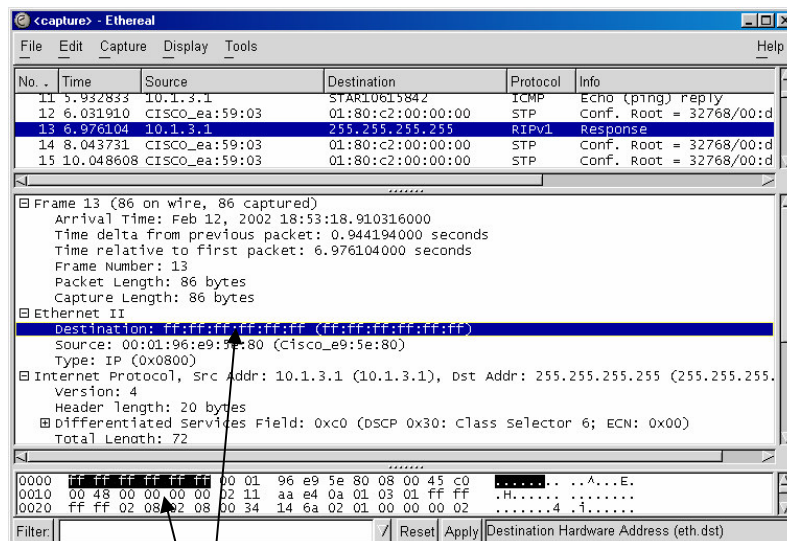 <capture> - Ethereal
File Edit Capture Display Tools Help
No. . Time Source Destination Protocol Info
11 5.932833 10.1.3.1 STAR10615842 ICMP Echo (ping) reply
12 6.031910 CISCO_ea:59:03 01:80:c2:00:00:00 STP Conf. Root = 32768/00:d
13 6.976104 10.1.3.1 255.255.255.255 RIPv1 Response
14 8.043731 CISCO_ea:59:03 01:80:c2:00:00:00 STP Conf. Root = 32768/00:d
15 10.048608 CISCO_ea:59:03 01:80:c2:00:00:00 STP Conf. Root = 32768/00:d
Frame 13 (86 on wire, 86 captured)
Arrival Time: Feb 12, 2002 18:53:18.910316000
Time delta from previous packet: 0.944194000 seconds
Time relative to first packet: 6.976104000 seconds
Frame Number: 13
Packet Length: 86 bytes
Capture Length: 86 bytes
Ethernet II
Destination: ff:ff:ff:ff:ff:ff (ff:ff:ff:ff:ff:ff)
Source: 00:01:96:e9:5e:80 (Cisco_e9:5e:80)
Type: IP (0x0800)
Internet Protocol, Src Addr: 10.1.3.1 (10.1.3.1), Dst Addr: 255.255.255.255 (255.255.255.
Version: 4
Header length: 20 bytes
Differentiated Services Field: 0xc0 (DSCP 0x30: Class Selector 6; ECN: 0x00)
Total Length: 72
0000 ff ff ff ff ff ff 00 01 96 e9 5e 80 08 00 45 c0 ........ ..^...E.
0010 00 48 00 00 00 00 02 11 aa e4 0a 01 03 01 ff ff .H...... ........
0020 ff ff 02 08 02 08 00 34 14 6a 02 01 00 00 00 02 .......4 .j......
Filter: Reset Apply Destination Hardware Address (eth.dst)